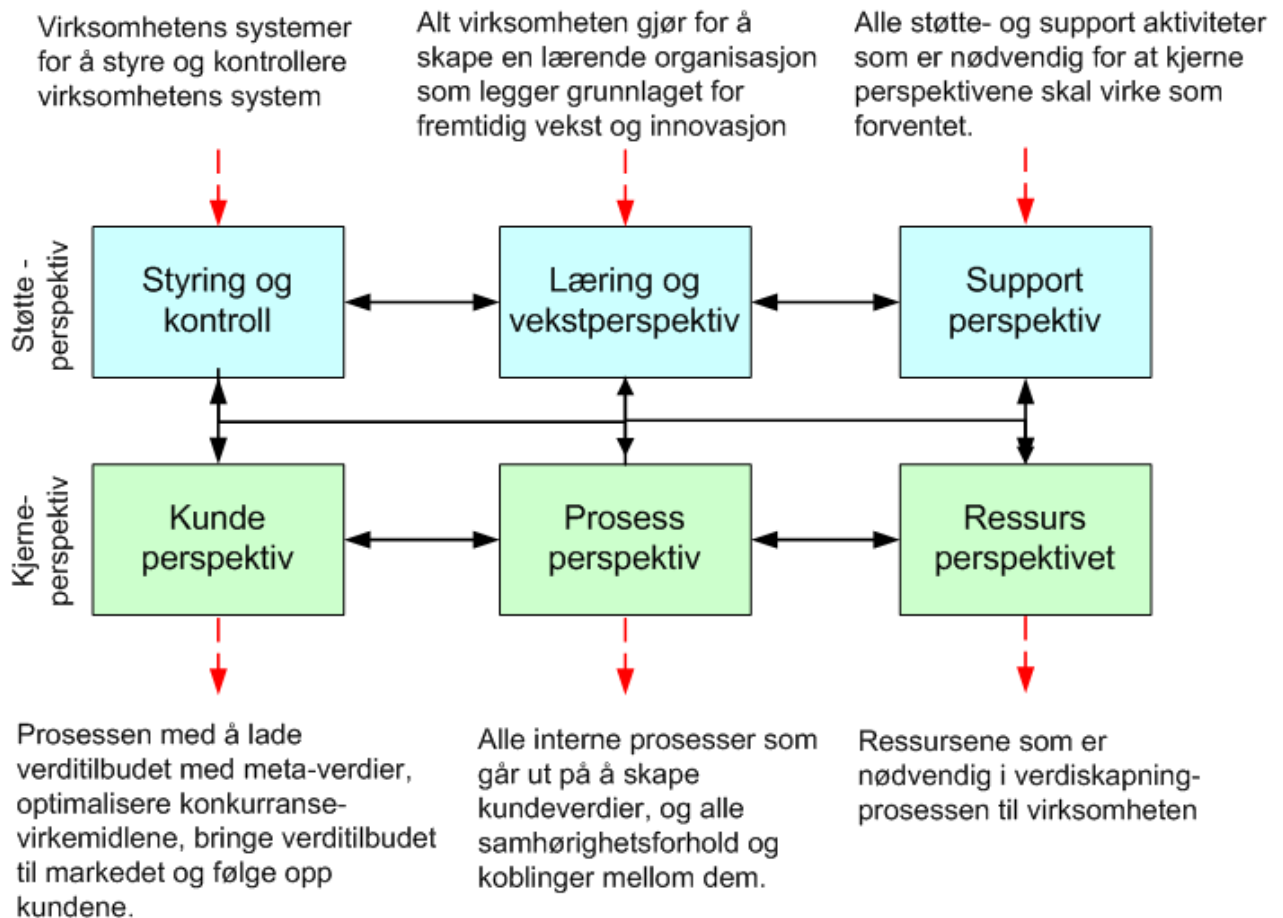 Virksomhetens systemer
for å styre og kontrollere
virksomhetens system
Alt virksomheten gjør for å
skape en lærende organisasjon
som legger grunnlaget for
fremtidig vekst og innovasjon
Alle støtte- og support aktiviteter
som er nødvendig for at kjerne
perspektivene skal virke som
forventet.
Støtte -
perspektiv
Styring og
kontroll
Læring og
vekstperspektiv
Support
perspektiv
Kjerne-
perspektiv
Kunde
perspektiv
Prosess
perspektiv
Ressurs
perspektivet
Prosessen med å lade
verditilbudet med meta-verdier,
optimalisere konkurranse-
virkemidlene, bringe verditilbudet
til markedet og følge opp
kundene.
Alle interne prosesser som
går ut på å skape
kundeverdier, og alle
samhørighetsforhold og
koblinger mellom dem.
Ressursene som er
nødvendig i verdiskapning-
prosessen til virksomheten